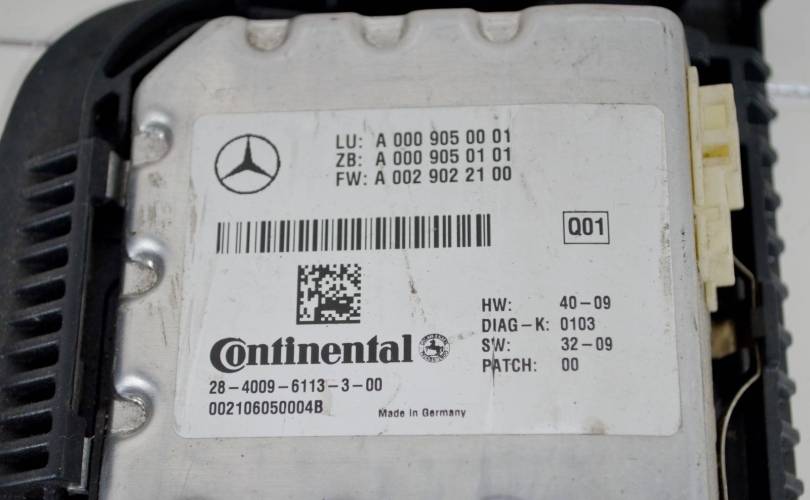 LU: A 000 905 00 01
ZB: A 000 905 01 01
FW: A 002 902 21 00
Q01
HW: 40-09
DIAG-K: 0103
SW: 32-09
PATCH: 00
Continental
28-4009-6113-3-00
002106050004B
Made in Germany